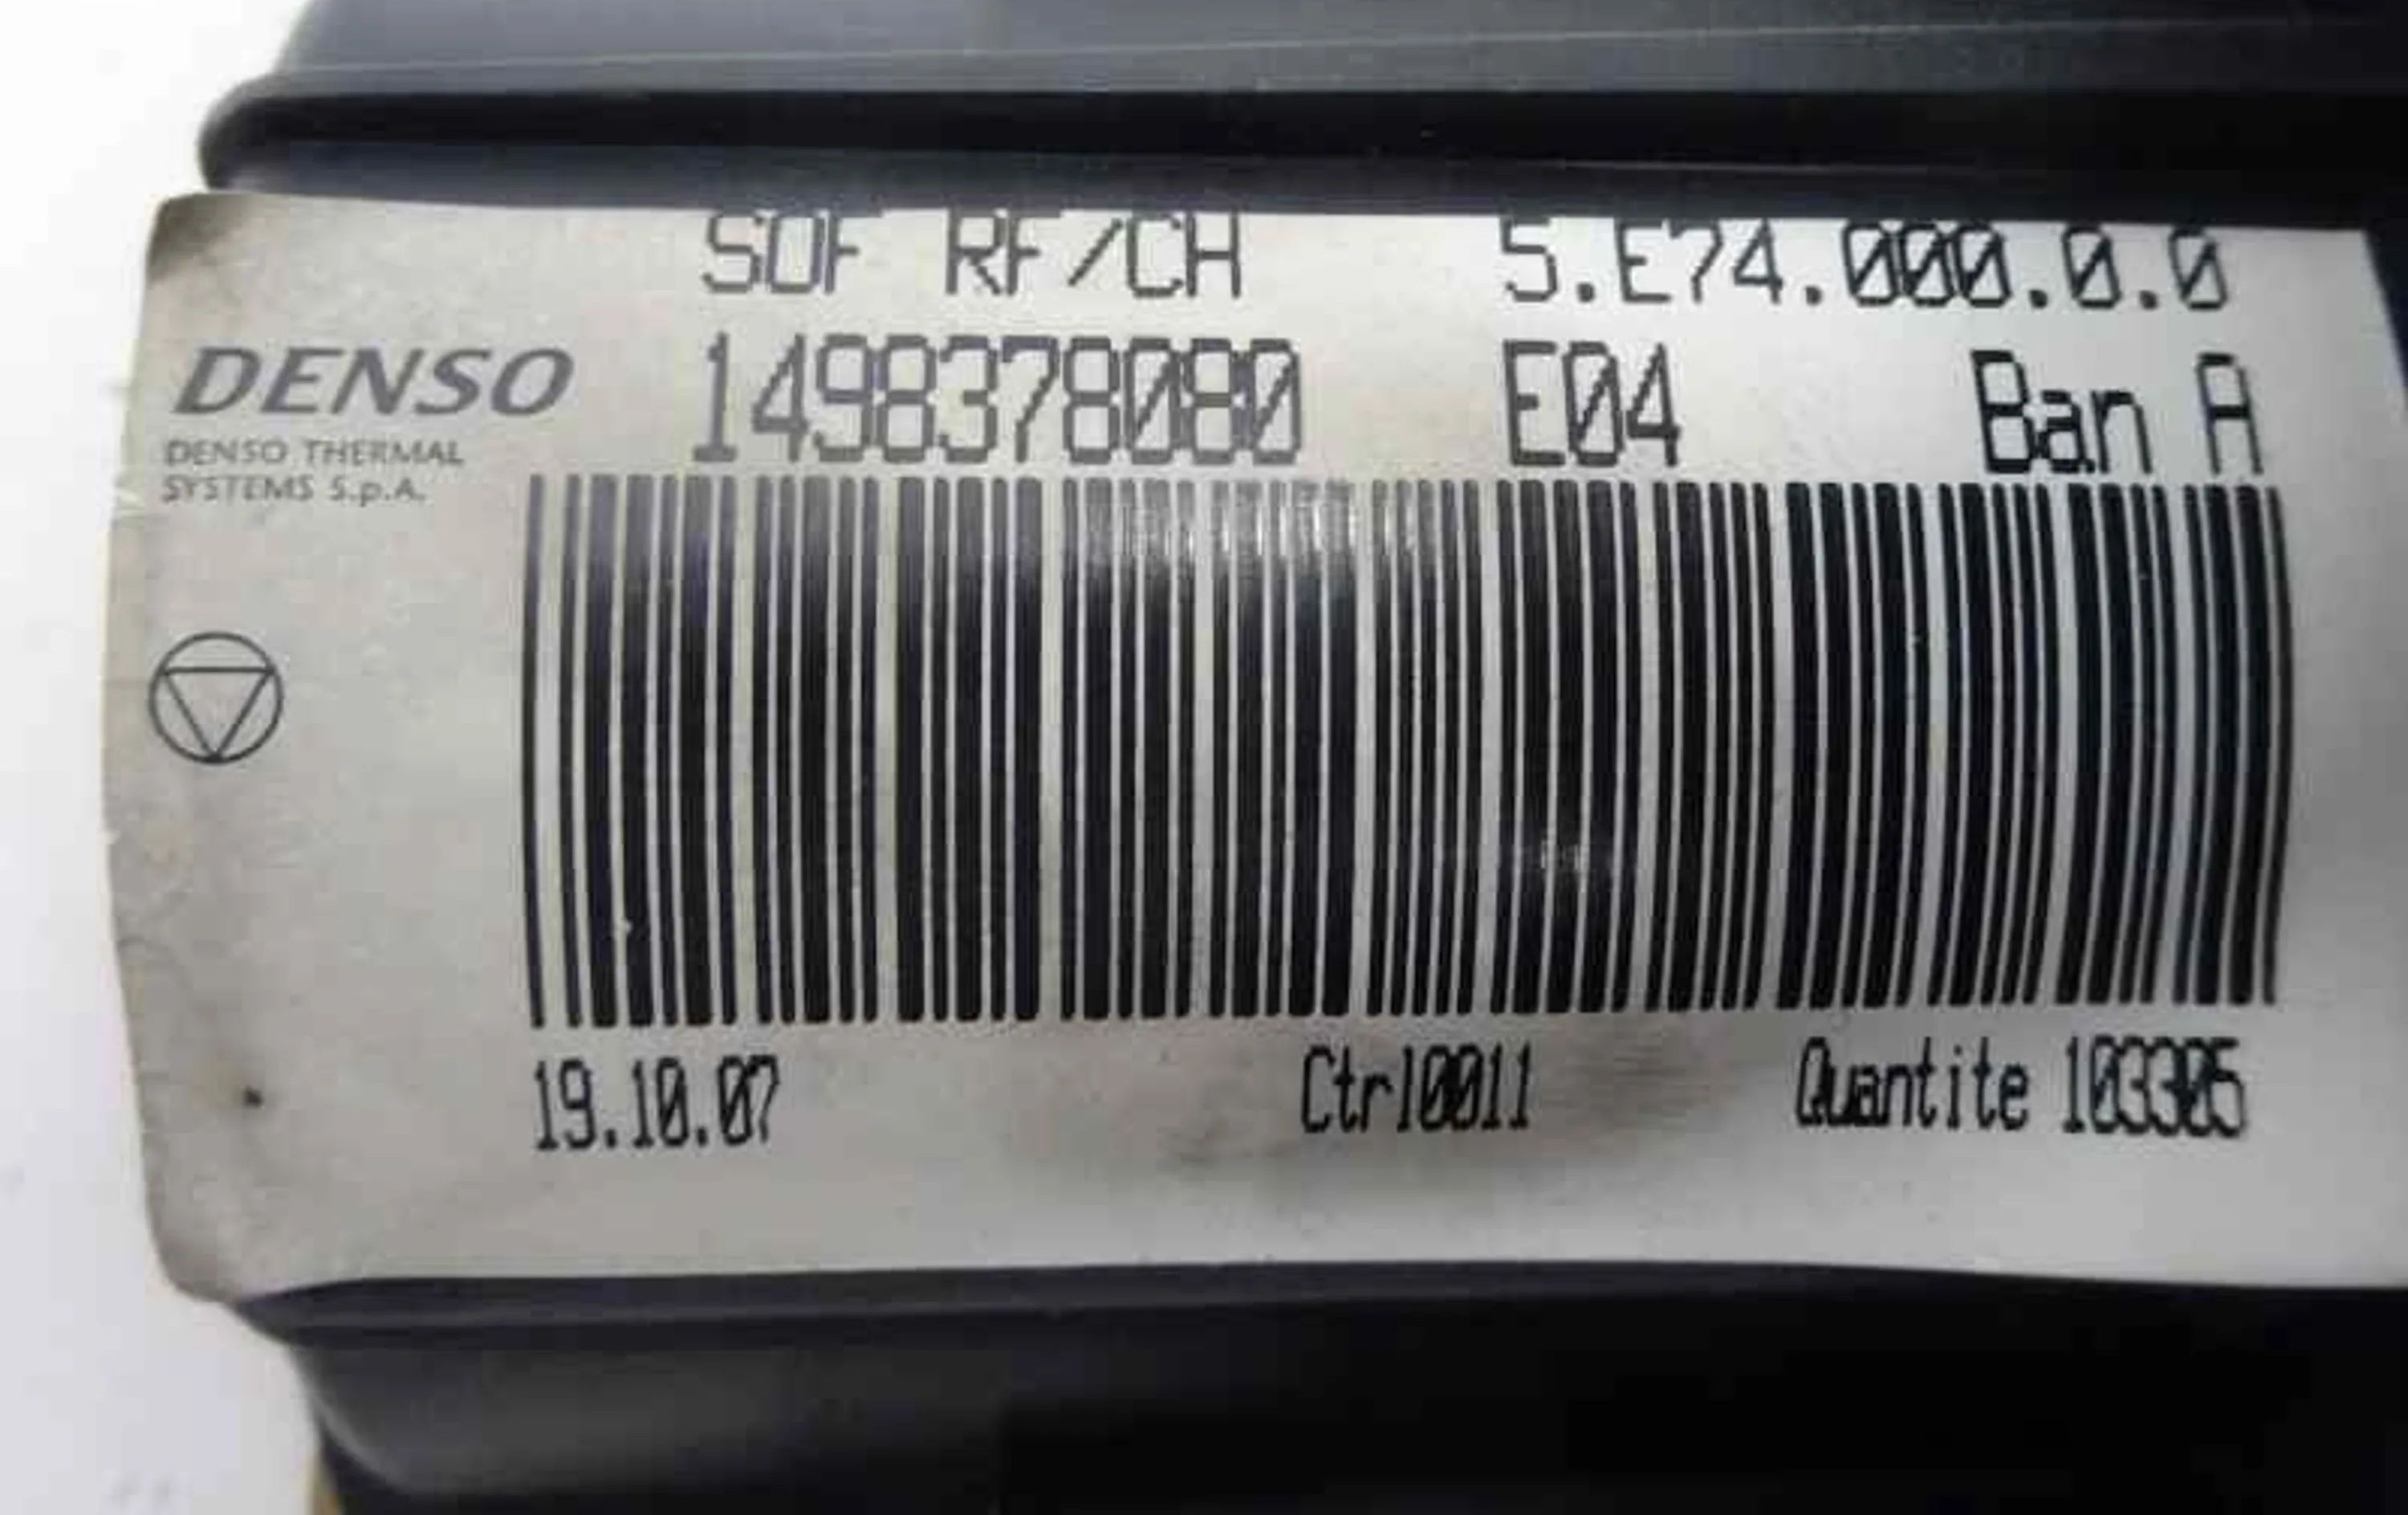 SOF RF/CH 5.E74.000.0.0
DENSO 1498378080 E04 Ban A
DENSO THERMAL
SYSTEMS S.p.A.
19.10.07 Ctrl0011 Quantite 103305